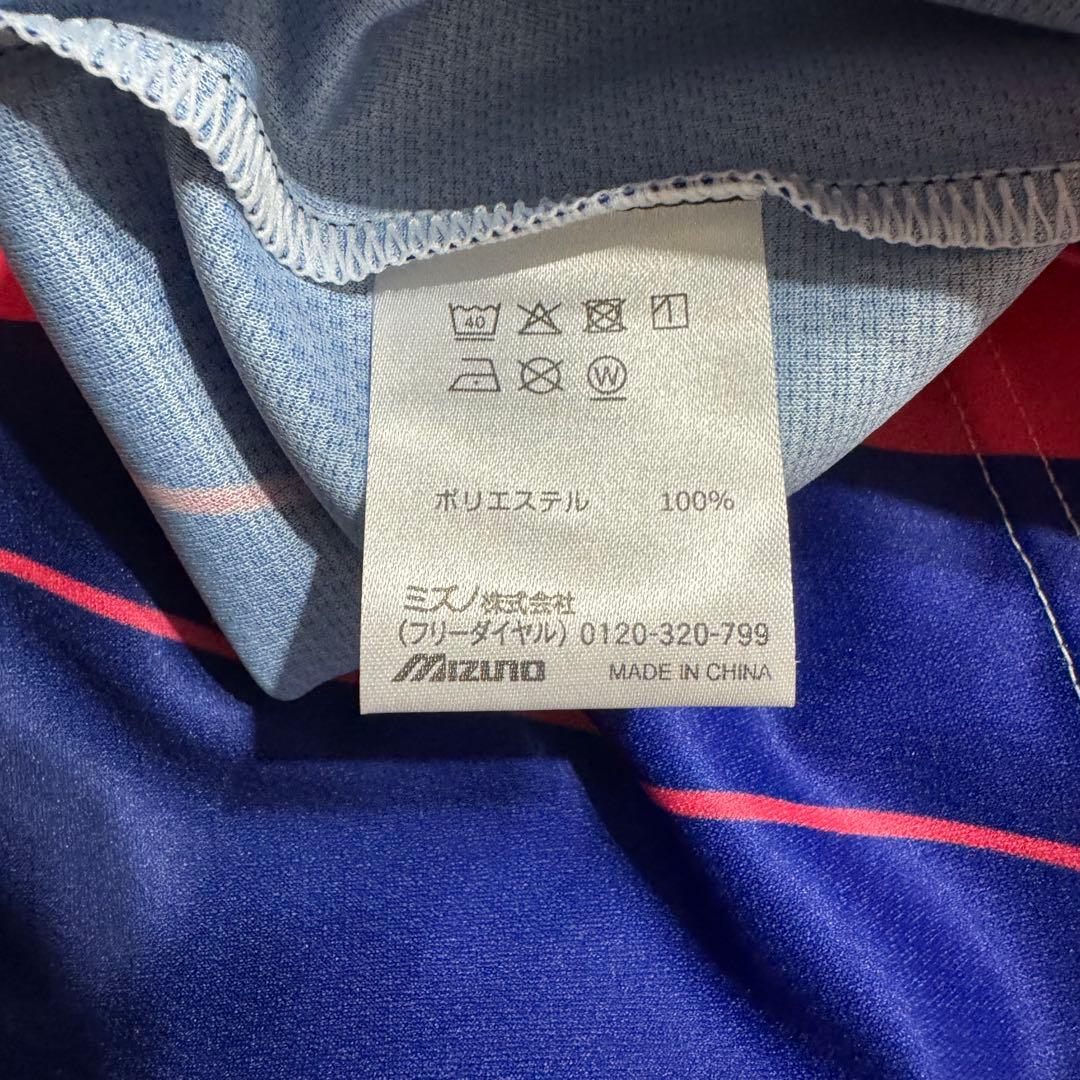 40
W
ポリエステル 100%
ミズノ株式会社
(フリーダイヤル) 0120-320-799
MIZUNO MADE IN CHINA